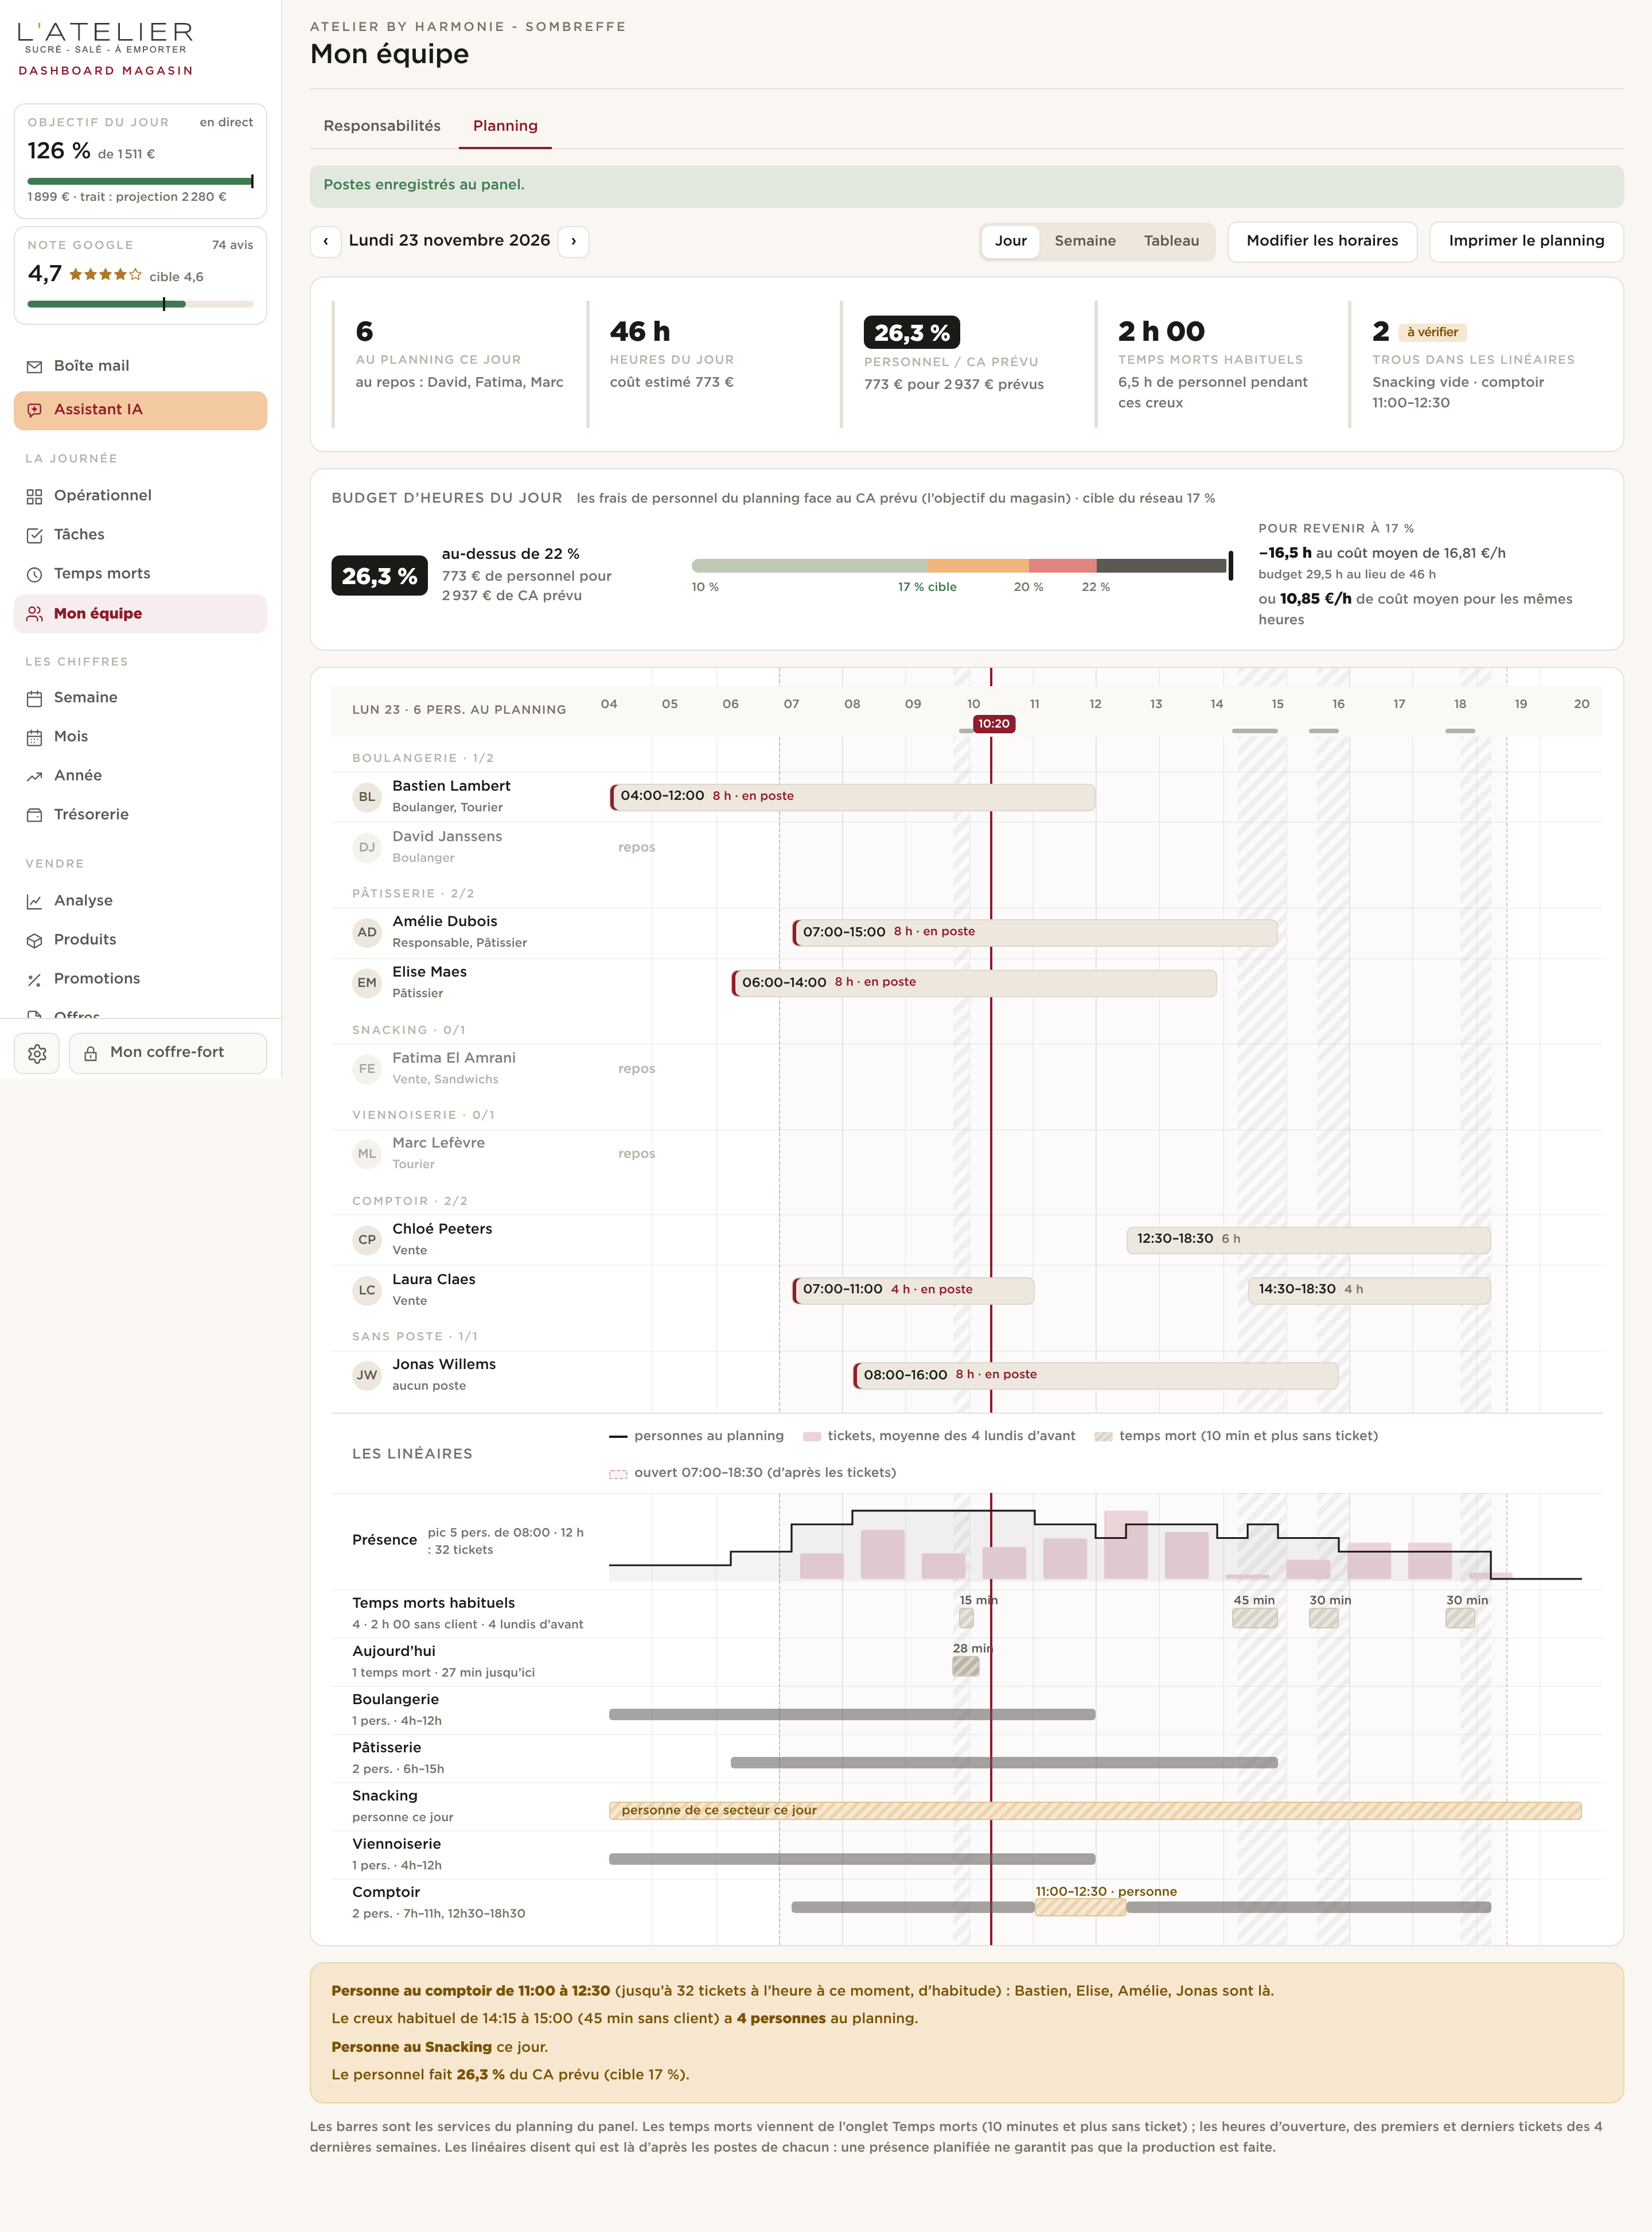 L'ATELIER
SUCRÉ - SALÉ - À EMPORTER
DASHBOARD MAGASIN
OBJECTIF DU JOUR en direct
126 % de 1 511 €
1 899 € · trait : projection 2 280 €
NOTE GOOGLE 74 avis
4,7 ★★★★☆ cible 4,6
Boîte mail
Assistant IA
LA JOURNÉE
Opérationnel
Tâches
Temps morts
Mon équipe
LES CHIFFRES
Semaine
Mois
Année
Trésorerie
VENDRE
Analyse
Produits
Promotions
Offres
Mon coffre-fort
ATELIER BY HARMONIE - SOMBREFFE
Mon équipe
Responsabilités Planning
Postes enregistrés au panel.
‹ Lundi 23 novembre 2026 › Jour Semaine Tableau Modifier les horaires Imprimer le planning
6
AU PLANNING CE JOUR
au repos : David, Fatima, Marc
46 h
HEURES DU JOUR
coût estimé 773 €
26,3 %
PERSONNEL / CA PRÉVU
773 € pour 2 937 € prévus
2 h 00
TEMPS MORTS HABITUELS
6,5 h de personnel pendant
ces creux
2 à vérifier
TROUS DANS LES LINÉAIRES
Snacking vide · comptoir
11:00–12:30
BUDGET D’HEURES DU JOUR les frais de personnel du planning face au CA prévu (l’objectif du magasin) · cible du réseau 17 %
26,3 %
au-dessus de 22 %
773 € de personnel pour
2 937 € de CA prévu
10 % 17 % cible 20 % 22 %
POUR REVENIR À 17 %
−16,5 h au coût moyen de 16,81 €/h
budget 29,5 h au lieu de 46 h
ou 10,85 €/h de coût moyen pour les mêmes
heures
LUN 23 · 6 PERS. AU PLANNING 04 05 06 07 08 09 10 11 12 13 14 15 16 17 18 19 20
10:20
BOULANGERIE · 1/2
BL Bastien Lambert
Boulanger, Tourier
04:00–12:00 8 h · en poste
DJ David Janssens
Boulanger
repos
PÂTISSERIE · 2/2
AD Amélie Dubois
Responsable, Pâtissier
07:00–15:00 8 h · en poste
EM Elise Maes
Pâtissier
06:00–14:00 8 h · en poste
SNACKING · 0/1
FE Fatima El Amrani
Vente, Sandwichs
repos
VIENNOISERIE · 0/1
ML Marc Lefèvre
Tourier
repos
COMPTOIR · 2/2
CP Chloé Peeters
Vente
12:30–18:30 6 h
LC Laura Claes
Vente
07:00–11:00 4 h · en poste 14:30–18:30 4 h
SANS POSTE · 1/1
JW Jonas Willems
aucun poste
08:00–16:00 8 h · en poste
LES LINÉAIRES
personnes au planning tickets, moyenne des 4 lundis d’avant temps mort (10 min et plus sans ticket)
ouvert 07:00–18:30 (d’après les tickets)
Présence pic 5 pers. de 08:00 · 12 h
: 32 tickets
Temps morts habituels
4 · 2 h 00 sans client · 4 lundis d’avant
15 min 45 min 30 min 30 min
Aujourd’hui
1 temps mort · 27 min jusqu’ici
28 min
Boulangerie
1 pers. · 4h–12h
Pâtisserie
2 pers. · 6h–15h
Snacking
personne ce jour
personne de ce secteur ce jour
Viennoiserie
1 pers. · 4h–12h
Comptoir
2 pers. · 7h–11h, 12h30–18h30
11:00–12:30 · personne
Personne au comptoir de 11:00 à 12:30 (jusqu’à 32 tickets à l’heure à ce moment, d’habitude) : Bastien, Elise, Amélie, Jonas sont là.
Le creux habituel de 14:15 à 15:00 (45 min sans client) a 4 personnes au planning.
Personne au Snacking ce jour.
Le personnel fait 26,3 % du CA prévu (cible 17 %).
Les barres sont les services du planning du panel. Les temps morts viennent de l’onglet Temps morts (10 minutes et plus sans ticket) ; les heures d’ouverture, des premiers et derniers tickets des 4
dernières semaines. Les linéaires disent qui est là d’après les postes de chacun : une présence planifiée ne garantit pas que la production est faite.